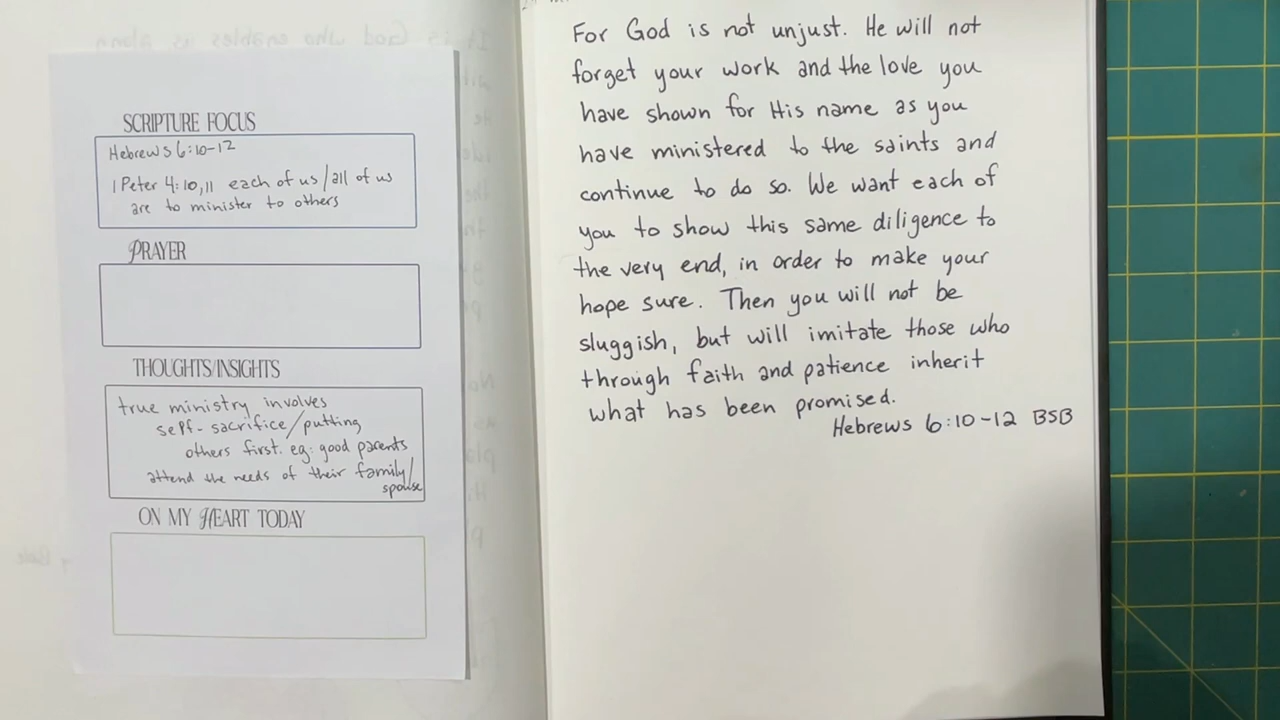 SCRIPTURE FOCUS
Hebrews 6:10-12
1 Peter 4:10,11 each of us/all of us
are to minister to others
PRAYER
THOUGHTS/INSIGHTS
true ministry involves
self-sacrifice/putting
others first. eg: good parents
attend the needs of their family/
spouse
ON MY HEART TODAY
For God is not unjust. He will not
forget your work and the love you
have shown for His name as you
have ministered to the saints and
continue to do so. We want each of
you to show this same diligence to
the very end, in order to make your
hope sure. Then you will not be
sluggish, but will imitate those who
through faith and patience inherit
what has been promised.
Hebrews 6:10-12 BSB